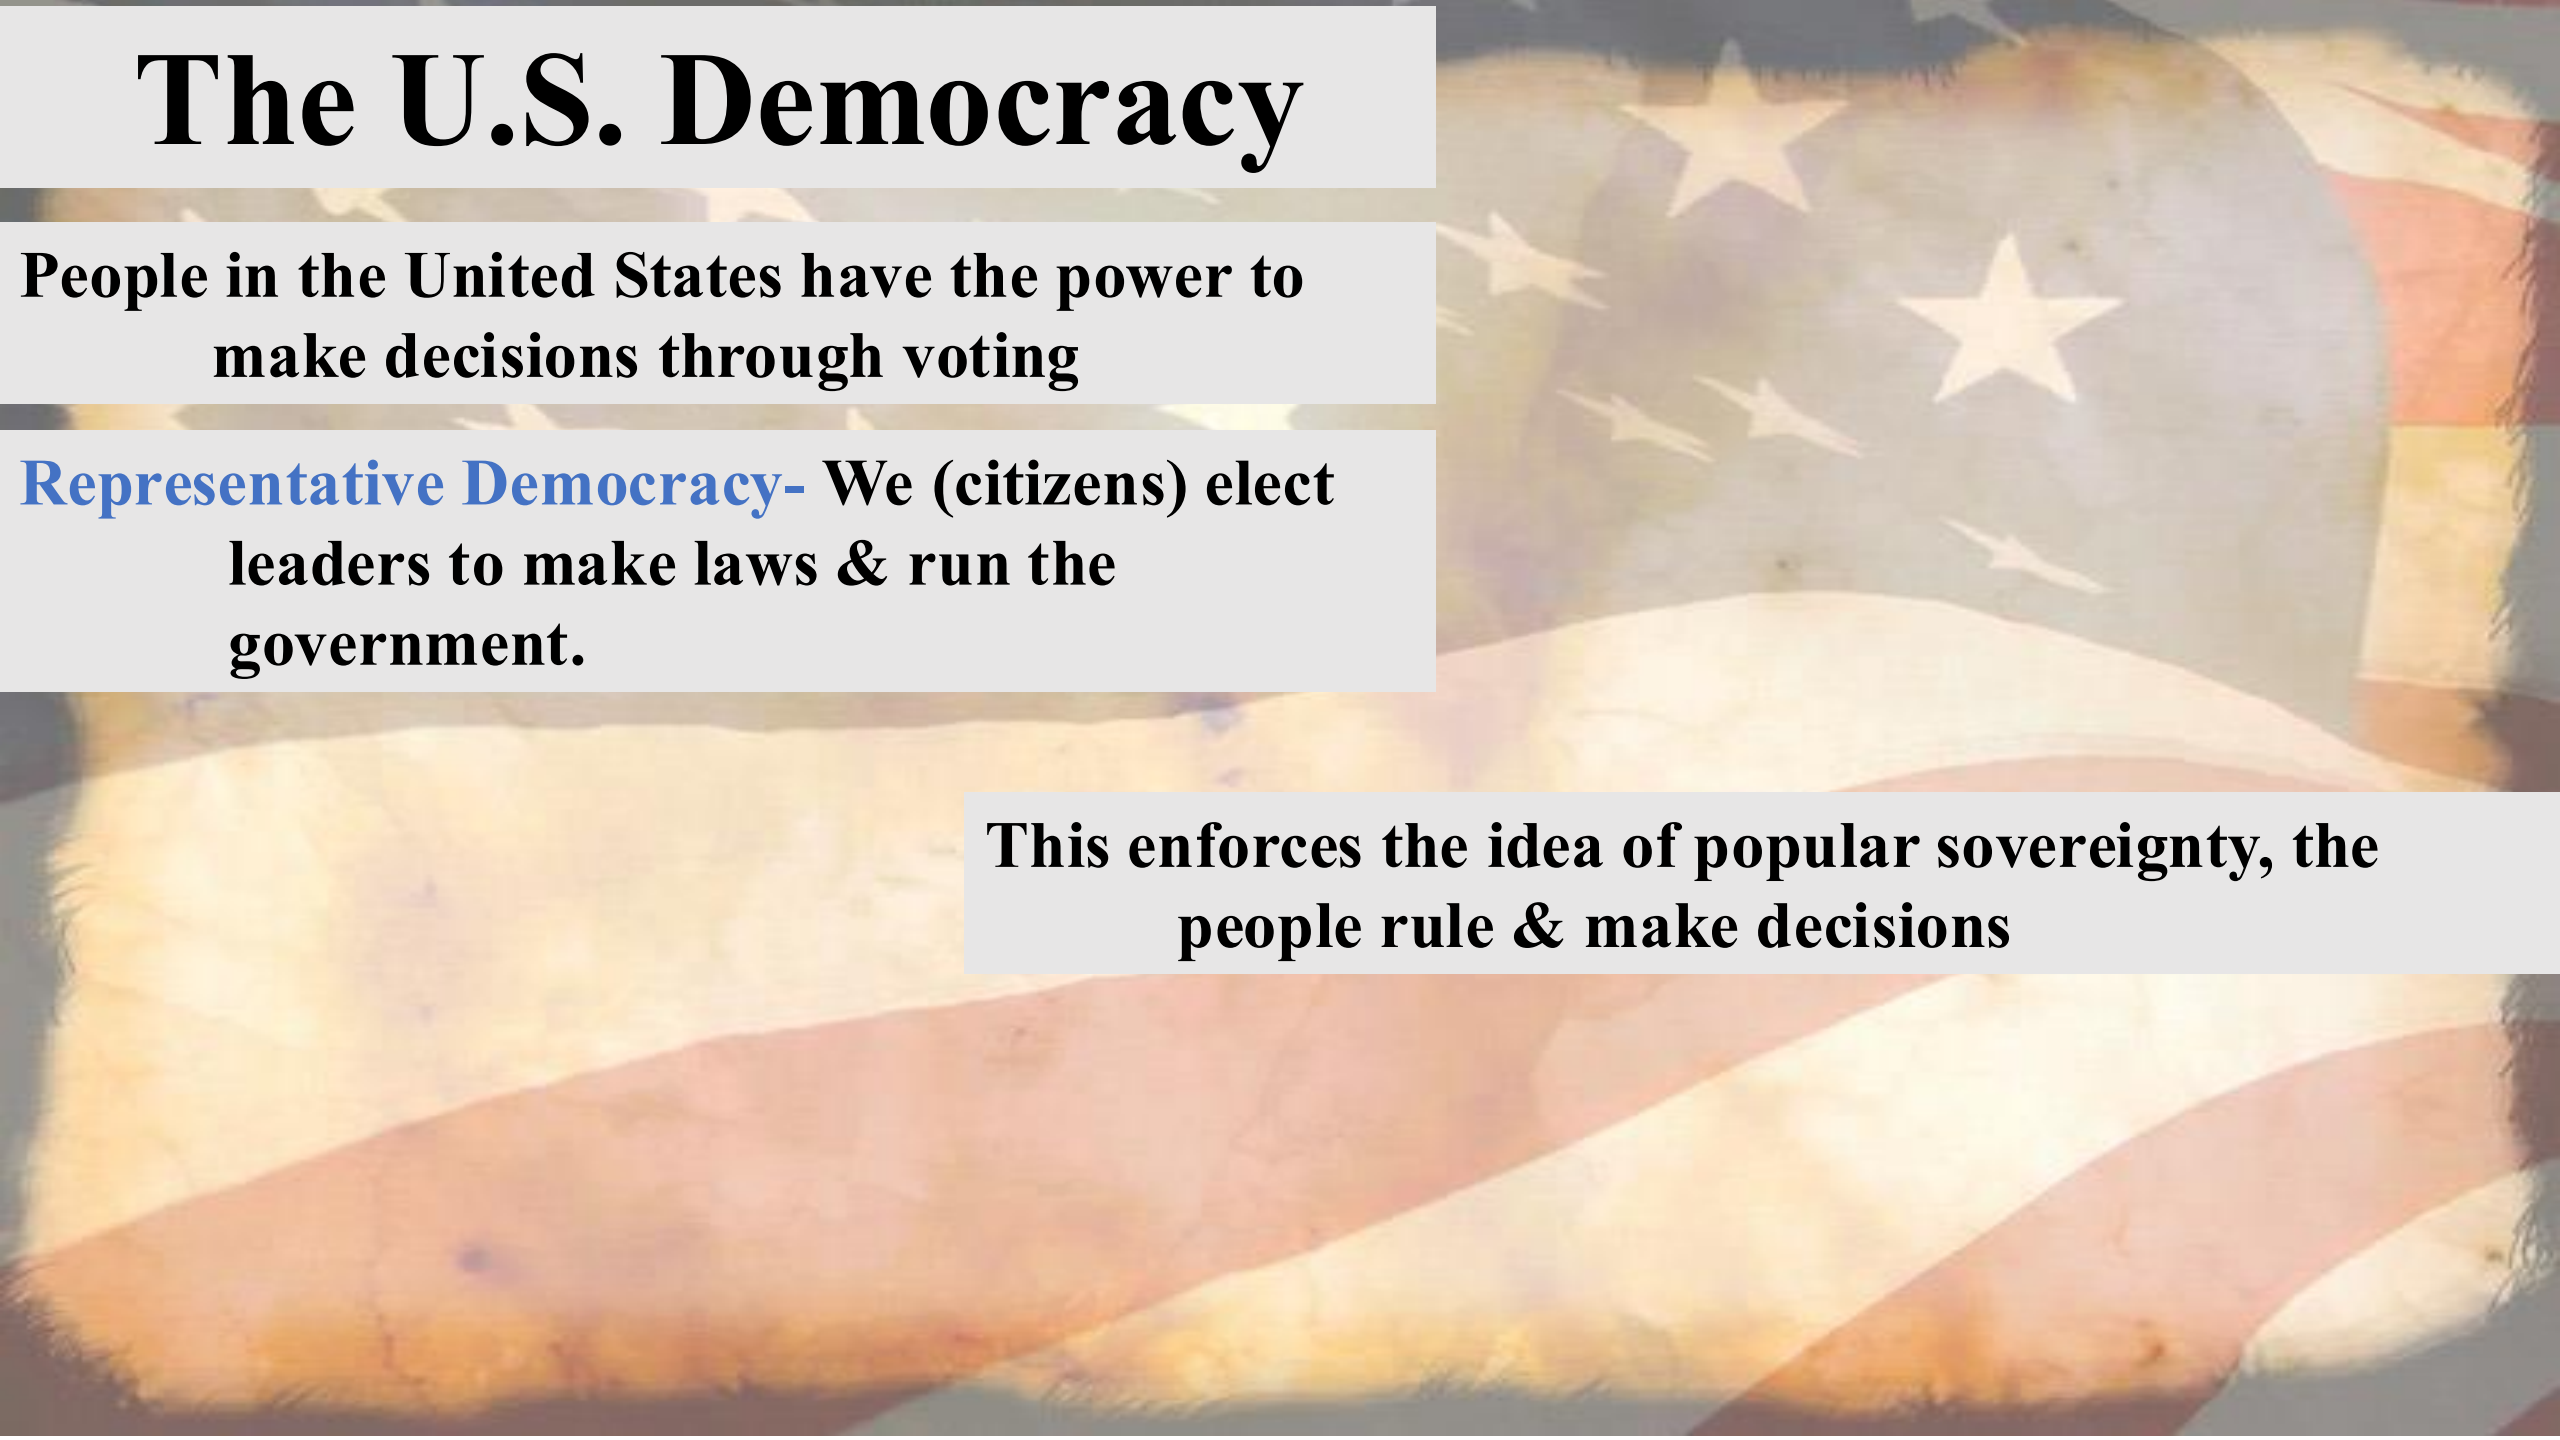 The U.S. Democracy
People in the United States have the power to
make decisions through voting
Representative Democracy- We (citizens) elect
leaders to make laws & run the
government.
This enforces the idea of popular sovereignty, the
people rule & make decisions